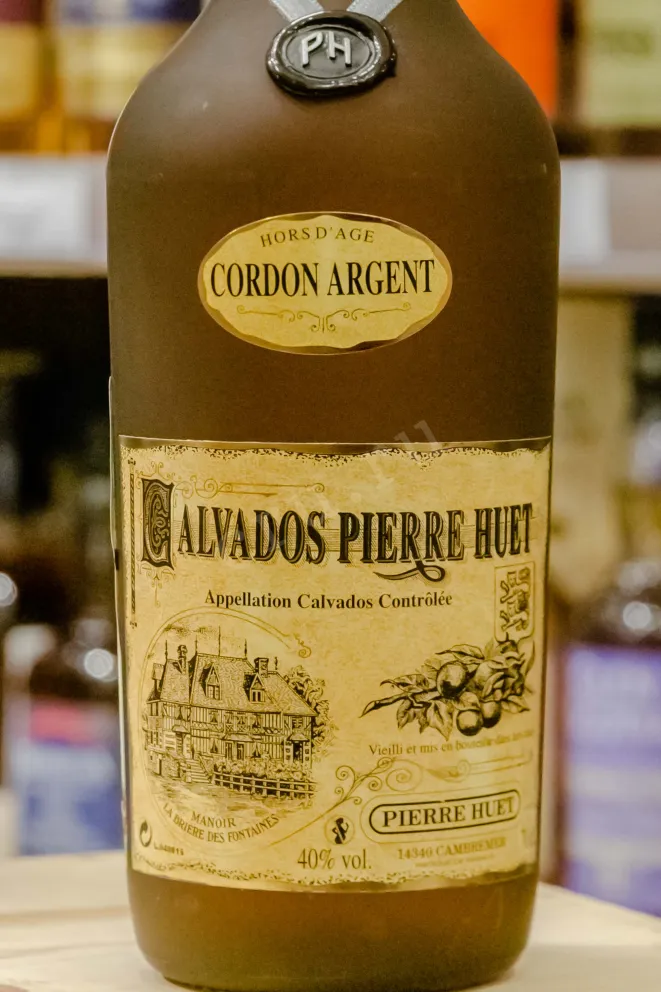 PH
HORS D'AGE
CORDON ARGENT
CALVADOS PIERRE HUET
Appellation Calvados Contrôlée
Vieilli et mis en bouteille
MANOIR
LA BRIERE DES FONTAINES
PIERRE HUET
40% vol.
14340 CAMBREMER